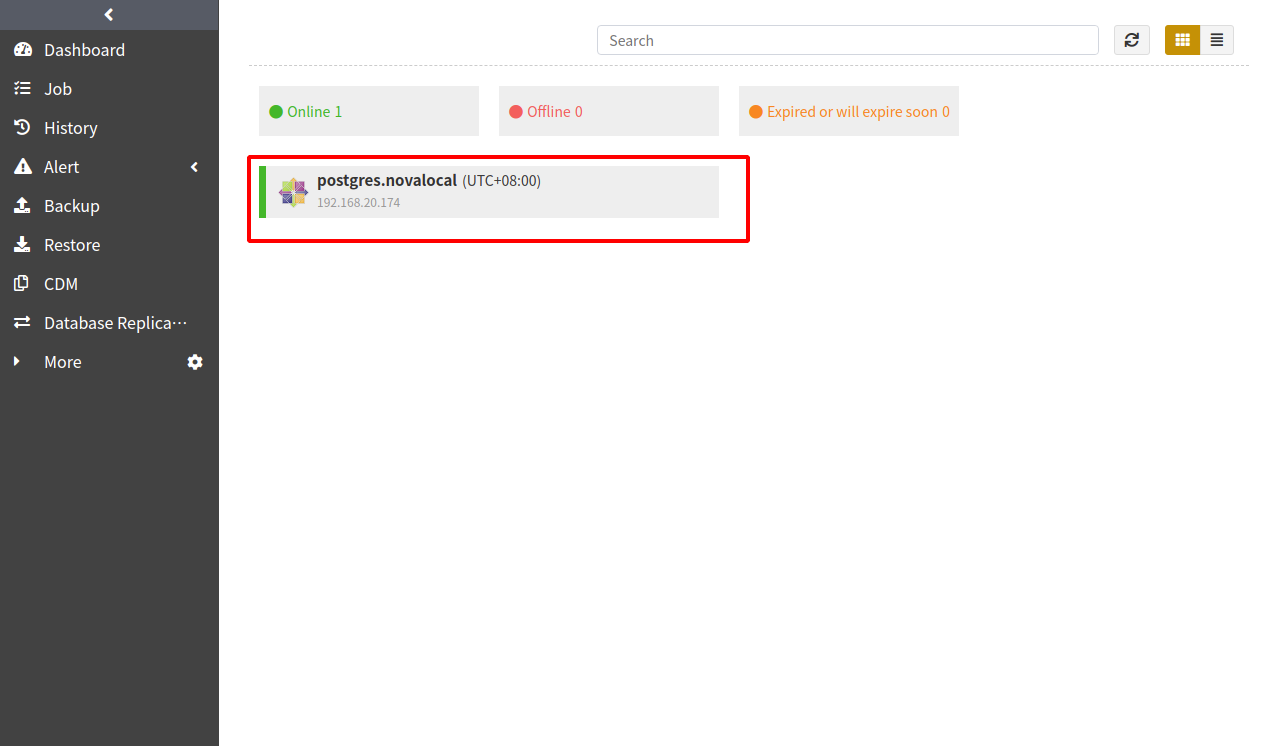 Dashboard
Job
History
Alert
Backup
Restore
CDM
Database Replica···
More
Search
Online 1
Offline 0
Expired or will expire soon 0
postgres.novalocal (UTC+08:00)
192.168.20.174